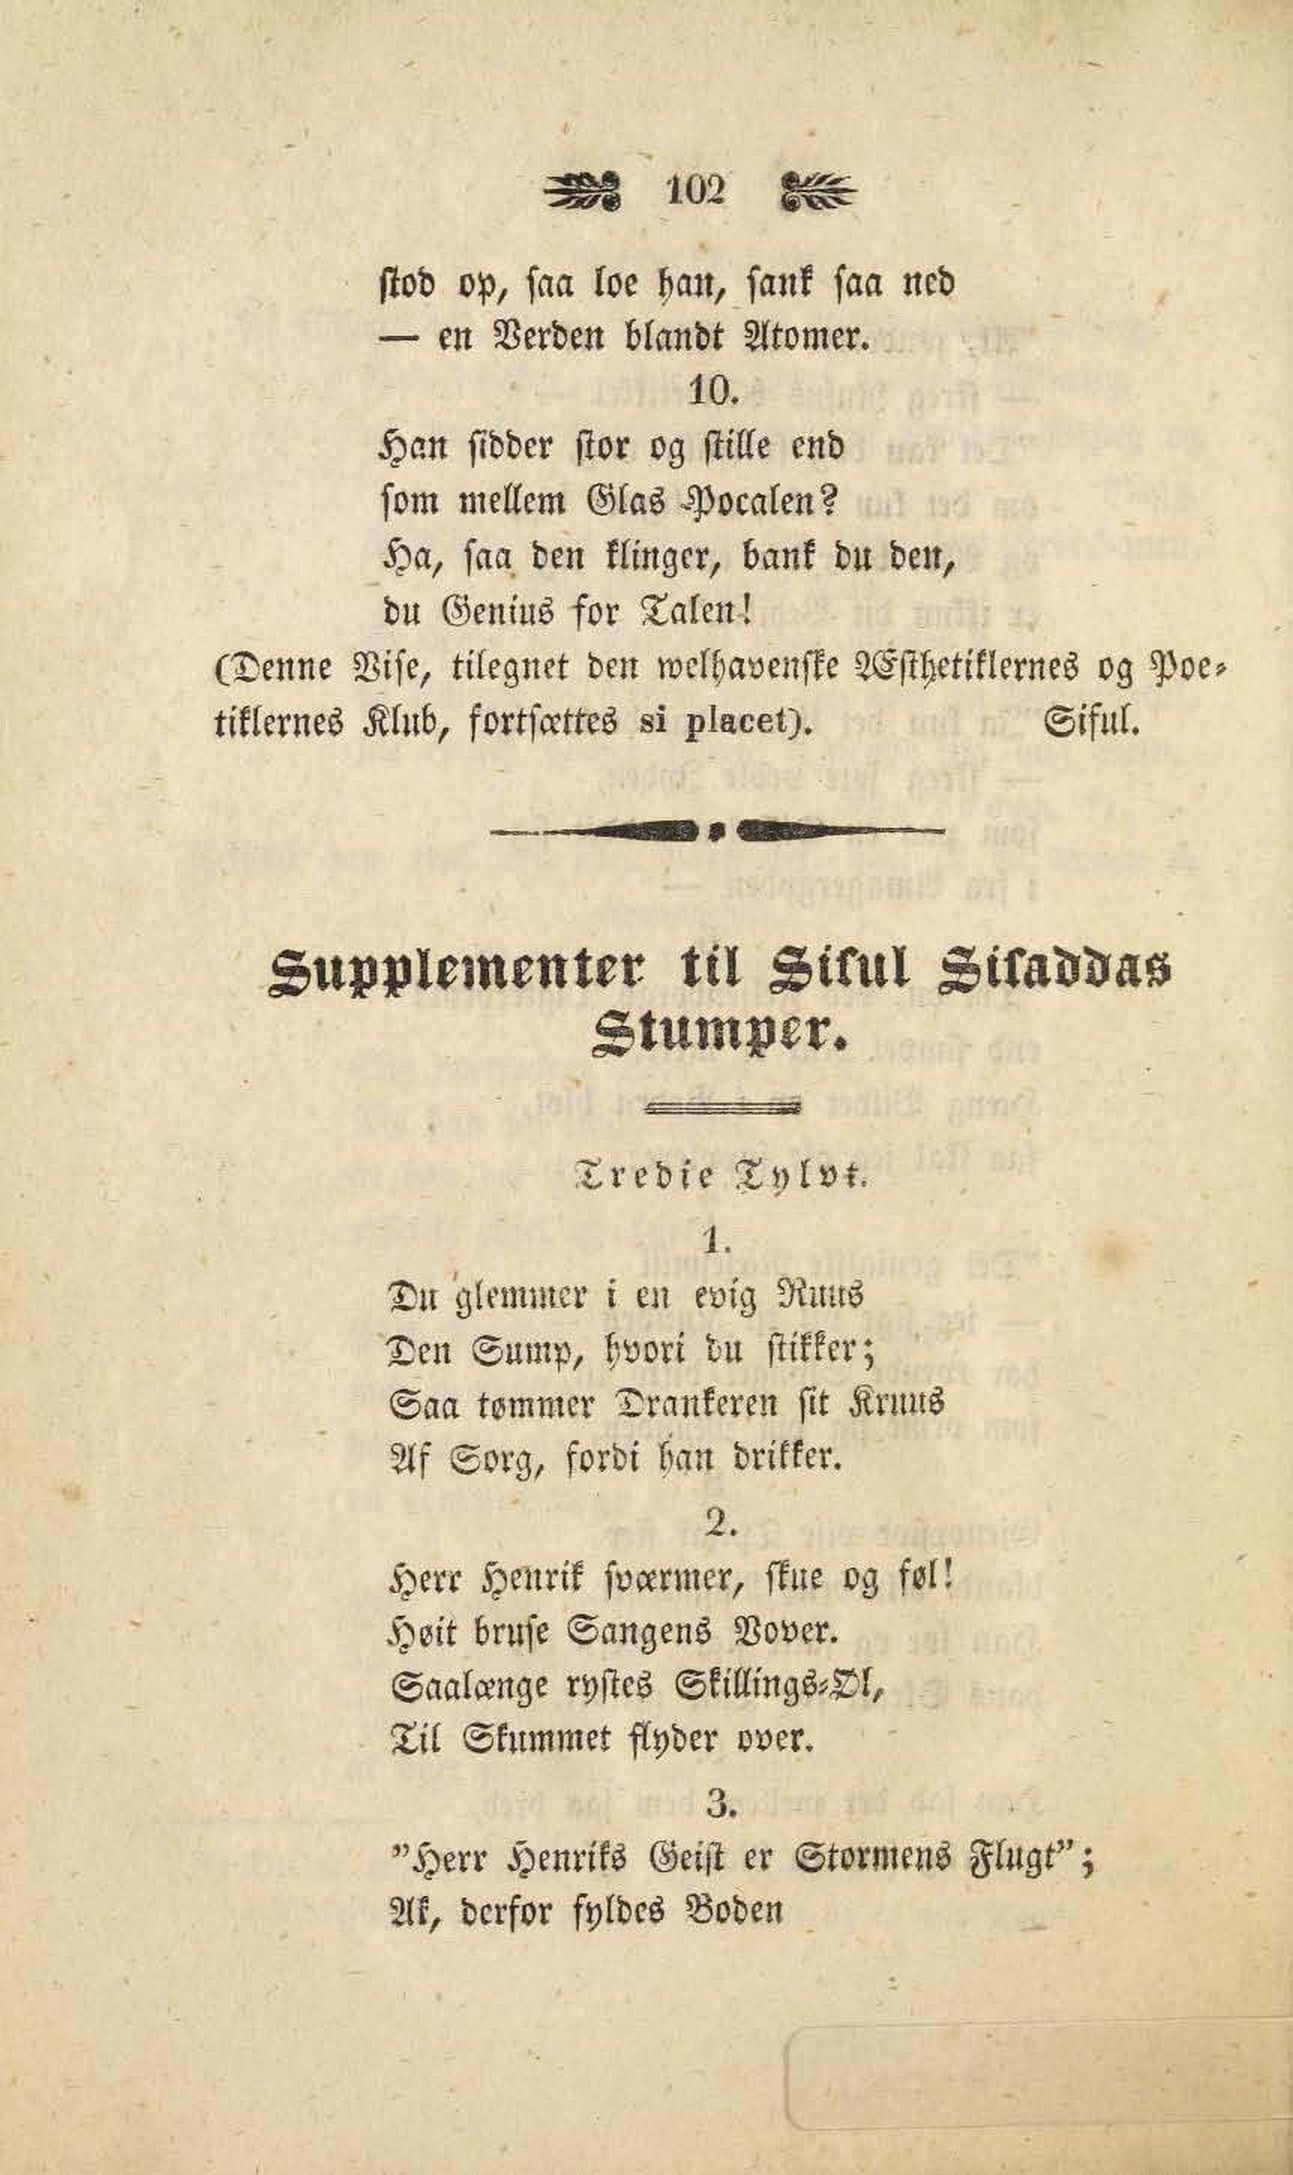 102
stod op, saa loe han, sank saa ned
— en Verden blandt Atomer.
10.
Han sidder stor og stille end
som mellem Glas Pocalen?
Ha, saa den klinger, bank du den,
du Genius for Talen!
(Denne Vise, tilegnet den welhavenske Æsthetiklernes og Poe-
tiklernes Klub, fortsættes si placet). Siful.
Supplementer til Siful Sifaddas
Stumper.
Tredie Tylvt.
1.
Du glemmer i en evig Ruus
Den Sump, hvori du stikker;
Saa tømmer Drankeren sit Kruus
Af Sorg, fordi han drikker.
2.
Herr Henrik sværmer, skue og føl!
Høit bruse Sangens Vover.
Saalænge rystes Skillings-Øl,
Til Skummet flyder over.
3.
"Herr Henriks Geist er Stormens Flugt";
Ak, derfor fyldes Boden